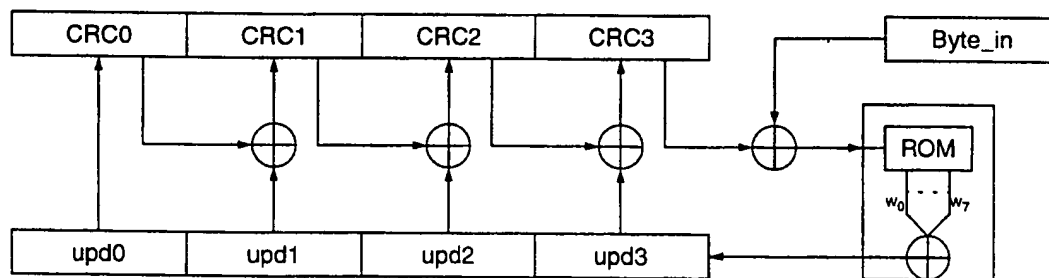 CRC0 CRC1 CRC2 CRC3 Byte_in
ROM
w0 w7
upd0 upd1 upd2 upd3